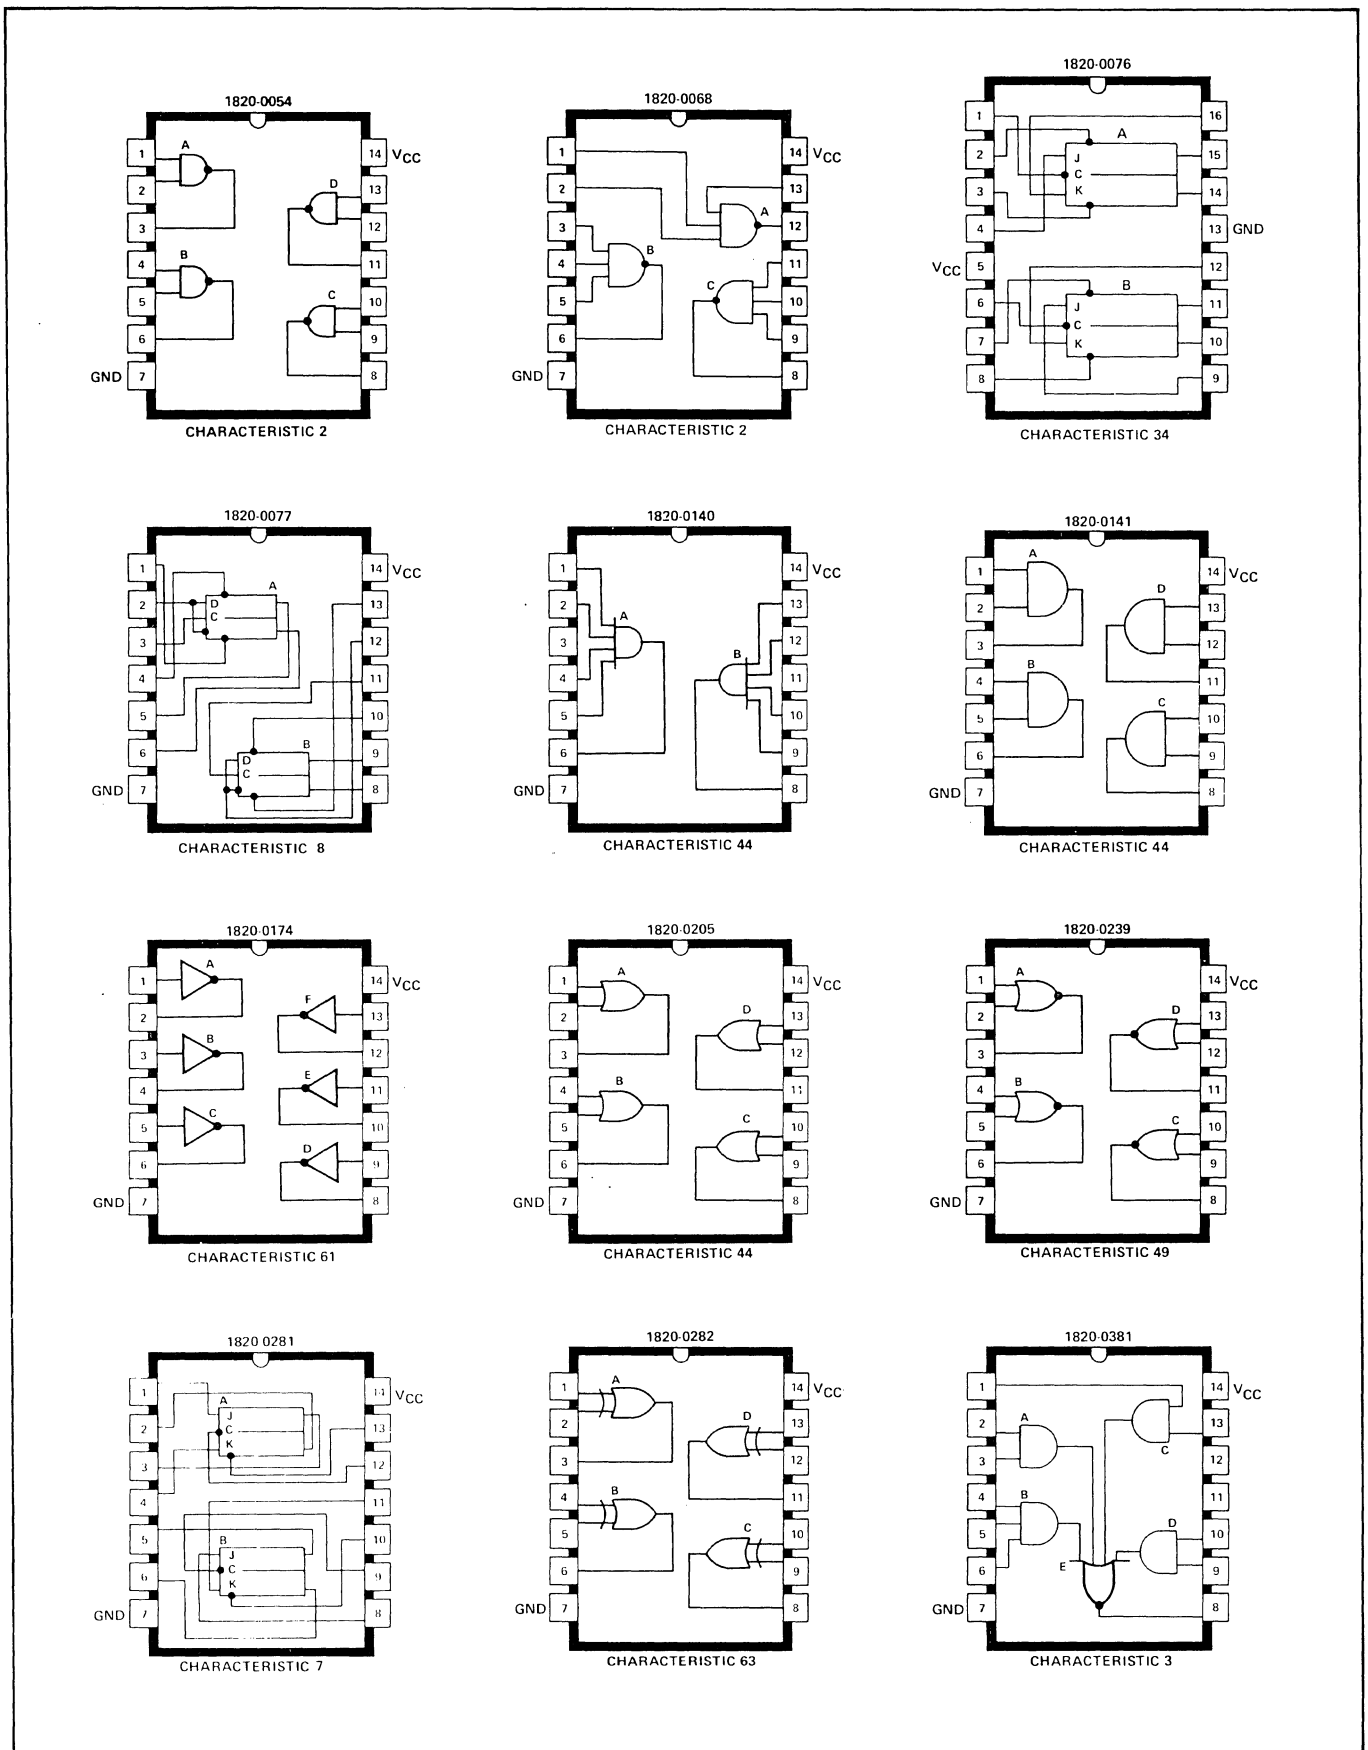 1820-0054
A
1
14 VCC
D
2
13
3
12
B
4
11
C
5
10
6
9
GND 7
8
CHARACTERISTIC 2
1820-0068
1
14 VCC
2
13
A
3
12
B
4
11
C
5
10
6
9
GND 7
8
CHARACTERISTIC 2
1820-0076
1
16
A
2
J
15
C
3
K
14
4
13 GND
VCC 5
12
B
6
J
11
C
7
K
10
8
9
CHARACTERISTIC 34
1820-0077
1
14 VCC
A
2
D
13
C
3
12
4
11
5
10
B
6
D
9
C
GND 7
8
CHARACTERISTIC 8
1820-0140
1
14 VCC
2
13
A
3
12
B
4
11
5
10
6
9
GND 7
8
CHARACTERISTIC 44
1820-0141
A
1
14 VCC
D
2
13
3
12
B
4
11
C
5
10
6
9
GND 7
8
CHARACTERISTIC 44
1820-0174
A
1
14 VCC
F
2
13
B
3
12
E
4
11
C
5
10
D
6
9
GND 7
8
CHARACTERISTIC 61
1820-0205
A
1
14 VCC
D
2
13
3
12
B
4
11
C
5
10
6
9
GND 7
8
CHARACTERISTIC 44
1820-0239
A
1
14 VCC
D
2
13
3
12
B
4
11
C
5
10
6
9
GND 7
8
CHARACTERISTIC 49
1820 0281
1
14 VCC
A
J
2
C
13
K
3
12
4
11
5
10
B
J
6
C
9
K
GND 7
8
CHARACTERISTIC 7
1820-0282
A
1
14 VCC
D
2
13
3
12
B
4
11
C
5
10
6
9
GND 7
8
CHARACTERISTIC 63
1820-0381
1
14 VCC
A
2
13
C
3
12
B
4
11
D
5
10
E
6
9
GND 7
8
CHARACTERISTIC 3